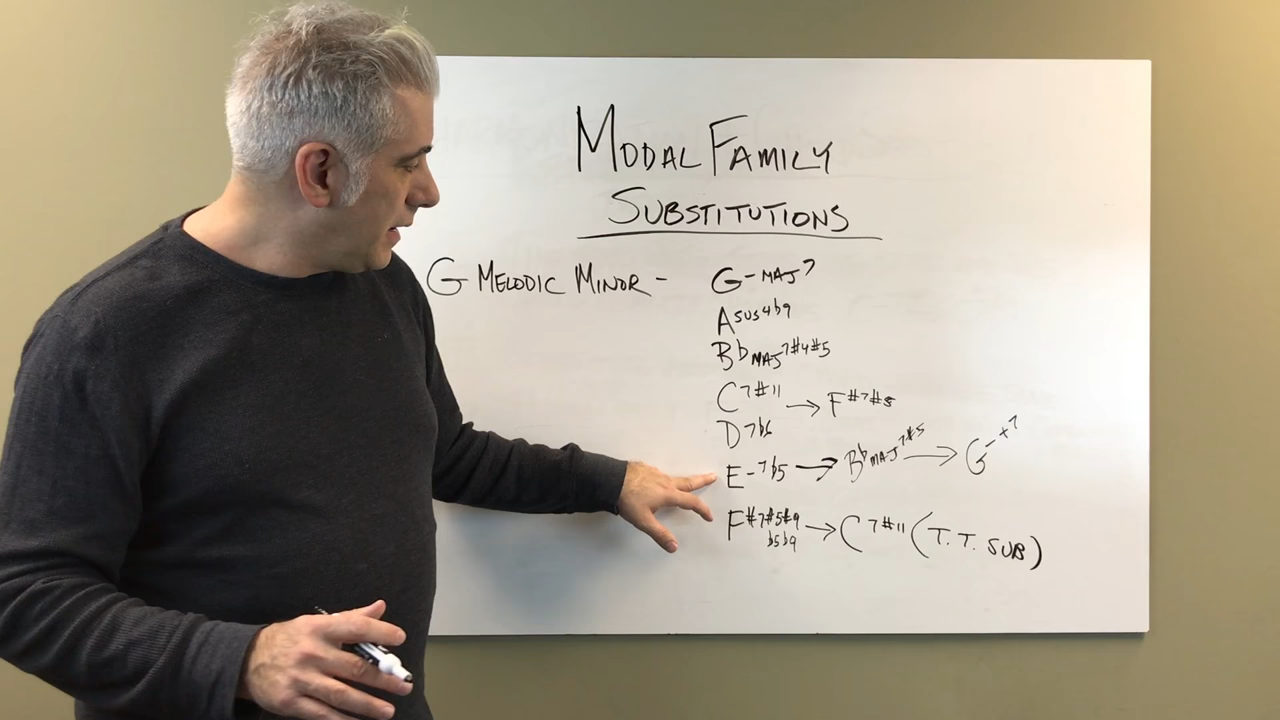 MODAL FAMILY
SUBSTITUTIONS
G MELODIC MINOR - G-MAJ7
Asus4b9
BbMAJ7#4#5
C7#11 → F#7#5
D7b6
E-7b5 → BbMAJ7#5 → G-+7
F#7#5#9 → C7#11 (T.T. SUB)
b5b9